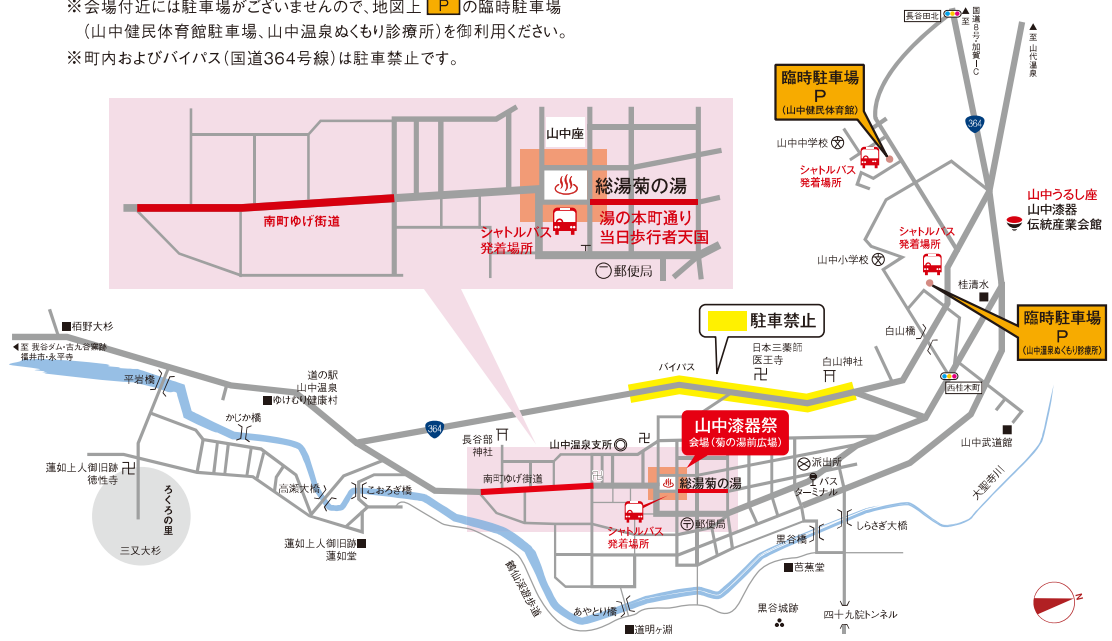 ※会場付近には駐車場がございませんので、地図上 P の臨時駐車場
（山中健民体育館駐車場、山中温泉ぬくもり診療所）を御利用ください。
※町内およびバイパス（国道364号線）は駐車禁止です。
長谷田北
▲至 国道8号・加賀IC
▲至 山代温泉
臨時駐車場
P
（山中健民体育館）
364
山中中学校
シャトルバス
発着場所
山中座
総湯菊の湯
南町ゆげ街道
湯の本町通り
当日歩行者天国
シャトルバス
発着場所
〒郵便局
山中うるし座
山中漆器
伝統産業会館
シャトルバス
発着場所
山中小学校
桂清水
臨時駐車場
P
（山中温泉ぬくもり診療所）
白山橋
西桂木町
駐車禁止
栢野大杉
◀至 我谷ダム・古九谷窯跡
福井市・永平寺
平岩橋
道の駅
山中温泉
ゆけむり健康村
かじか橋
バイパス
日本三薬師
医王寺
白山神社
364
山中漆器祭
会場（菊の湯前広場）
長谷部
神社
山中温泉支所
山中武道館
蓮如上人御旧跡
徳性寺
ろくろの里
三又大杉
高瀬大橋
こおろぎ橋
南町ゆげ街道
総湯菊の湯
派出所
バス
ターミナル
大聖寺川
シャトルバス
発着場所
〒郵便局
しらさぎ大橋
黒谷橋
蓮如上人御旧跡
蓮如堂
鶴仙渓遊歩道
芭蕉堂
あやとり橋
道明ヶ淵
黒谷城跡
四十九院トンネル
N